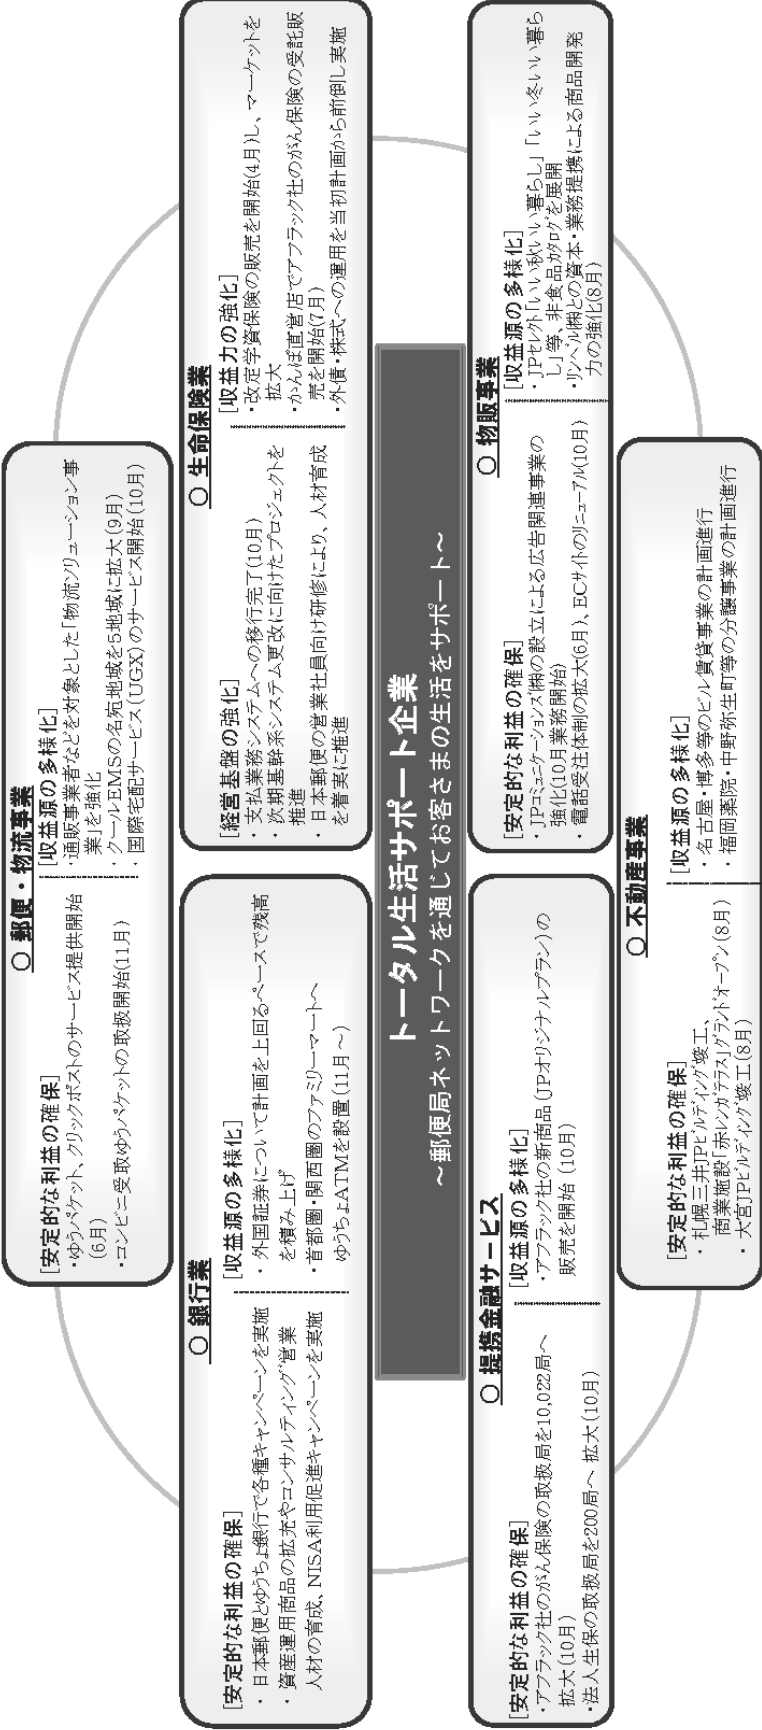 ○ 郵便・物流事業
[安定的な利益の確保]
・ゆうパケット、クリックポストのサービス提供開始
(6月)
・コンビニ受取ゆうパケットの取扱開始(11月)
[収益源の多様化]
・通販事業者などを対象とした「物流ソリューション事
業」を強化
・クールEMSの名宛地域を5地域に拡大(9月)
・国際宅配サービス(UGX)のサービス開始(10月)
○ 銀行業
[安定的な利益の確保]
・日本郵便とゆうちょ銀行で各種キャンペーンを実施
・資産運用商品の拡充やコンサルティング営業
人材の育成、NISA利用促進キャンペーンを実施
[収益源の多様化]
・外国証券について計画を上回るペースで残高
を積み上げ
・首都圏・関西圏のファミリーマートへ
ゆうちょATMを設置(11月～)
○ 生命保険業
[経営基盤の強化]
・支払業務システムへの移行完了(10月)
・次期基幹系システム更改に向けたプロジェクトを
推進
・日本郵便の営業社員向け研修により、人材育成
を着実に推進
[収益力の強化]
・改定学資保険の販売を開始(4月)し、マーケットを
拡大
・かんぽ直営店でアフラック社のがん保険の受託販
売を開始(7月)
・外債・株式への運用を当初計画から前倒し実施
トータル生活サポート企業
～郵便局ネットワークを通じてお客さまの生活をサポート～
○ 提携金融サービス
[安定的な利益の確保]
・アフラック社のがん保険の取扱局を10,022局へ
拡大(10月)
・法人生保の取扱局を200局へ 拡大(10月)
[収益源の多様化]
・アフラック社の新商品(JPオリジナルプラン)の
販売を開始 (10月)
○ 物販事業
[安定的な利益の確保]
・JPコミュニケーションズ㈱の設立による広告関連事業の
強化(10月業務開始)
・電話受注体制の拡大(6月)、ECサイトのリニューアル(10月)
[収益源の多様化]
・JPセレクト「いい秋いい暮らし」「いい冬いい暮ら
し」等、非食品カタログを展開
・リンベル㈱との資本・業務提携による商品開発
力の強化(8月)
○ 不動産事業
[安定的な利益の確保]
・札幌三井JPビルディング竣工、
商業施設「赤レンガテラス」グランドオープン(8月)
・大宮JPビルディング竣工(8月)
[収益源の多様化]
・名古屋・博多等のビル賃貸事業の計画進行
・福岡薬院・中野弥生町等の分譲事業の計画進行